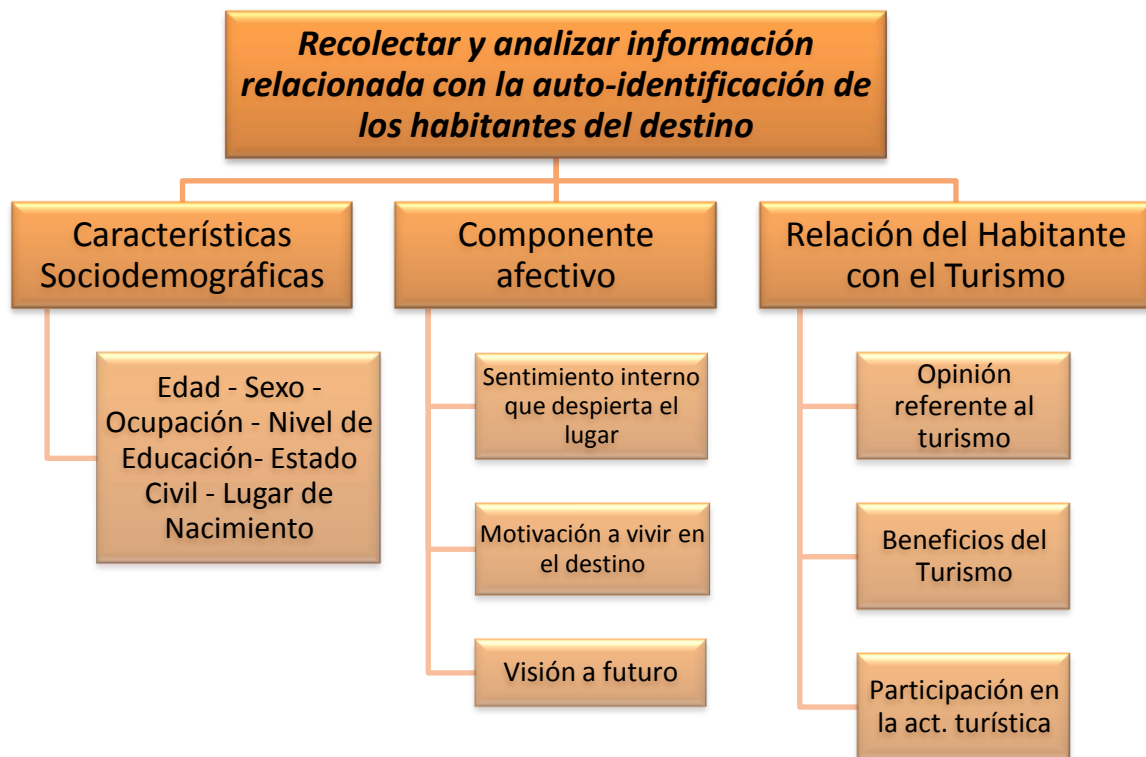 Recolectar y analizar información
relacionada con la auto-identificación de
los habitantes del destino
Características
Sociodemográficas
Edad - Sexo -
Ocupación - Nivel de
Educación- Estado
Civil - Lugar de
Nacimiento
Componente
afectivo
Sentimiento interno
que despierta el
lugar
Motivación a vivir en
el destino
Visión a futuro
Relación del Habitante
con el Turismo
Opinión
referente al
turismo
Beneficios del
Turismo
Participación en
la act. turística